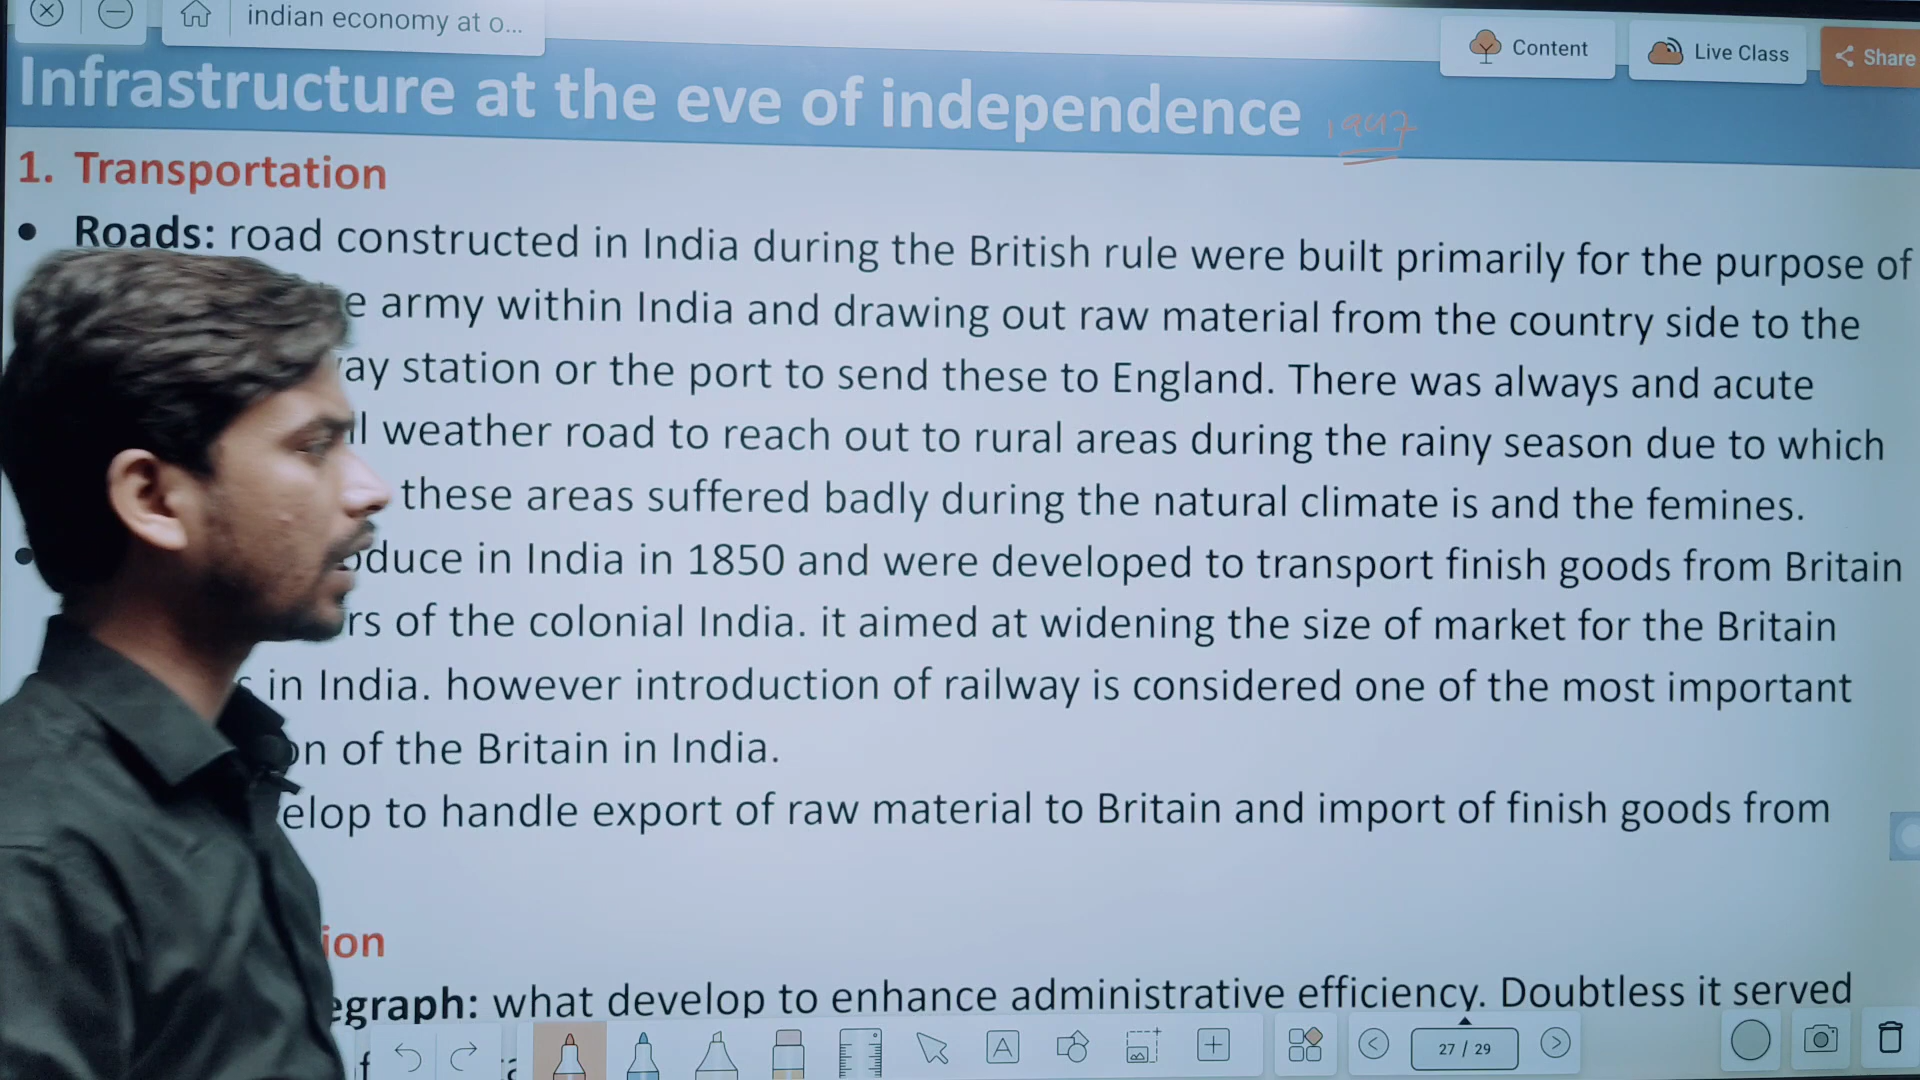 indian economy at o...
Content
Live Class
Share
Infrastructure at the eve of independence 1947
1. Transportation
• Roads: road constructed in India during the British rule were built primarily for the purpose of
army within India and drawing out raw material from the country side to the
station or the port to send these to England. There was always and acute
weather road to reach out to rural areas during the rainy season due to which
these areas suffered badly during the natural climate is and the femines.
• in India in 1850 and were developed to transport finish goods from Britain
of the colonial India. it aimed at widening the size of market for the Britain
in India. however introduction of railway is considered one of the most important
of the Britain in India.
to handle export of raw material to Britain and import of finish goods from
what develop to enhance administrative efficiency. Doubtless it served
A
27 / 29